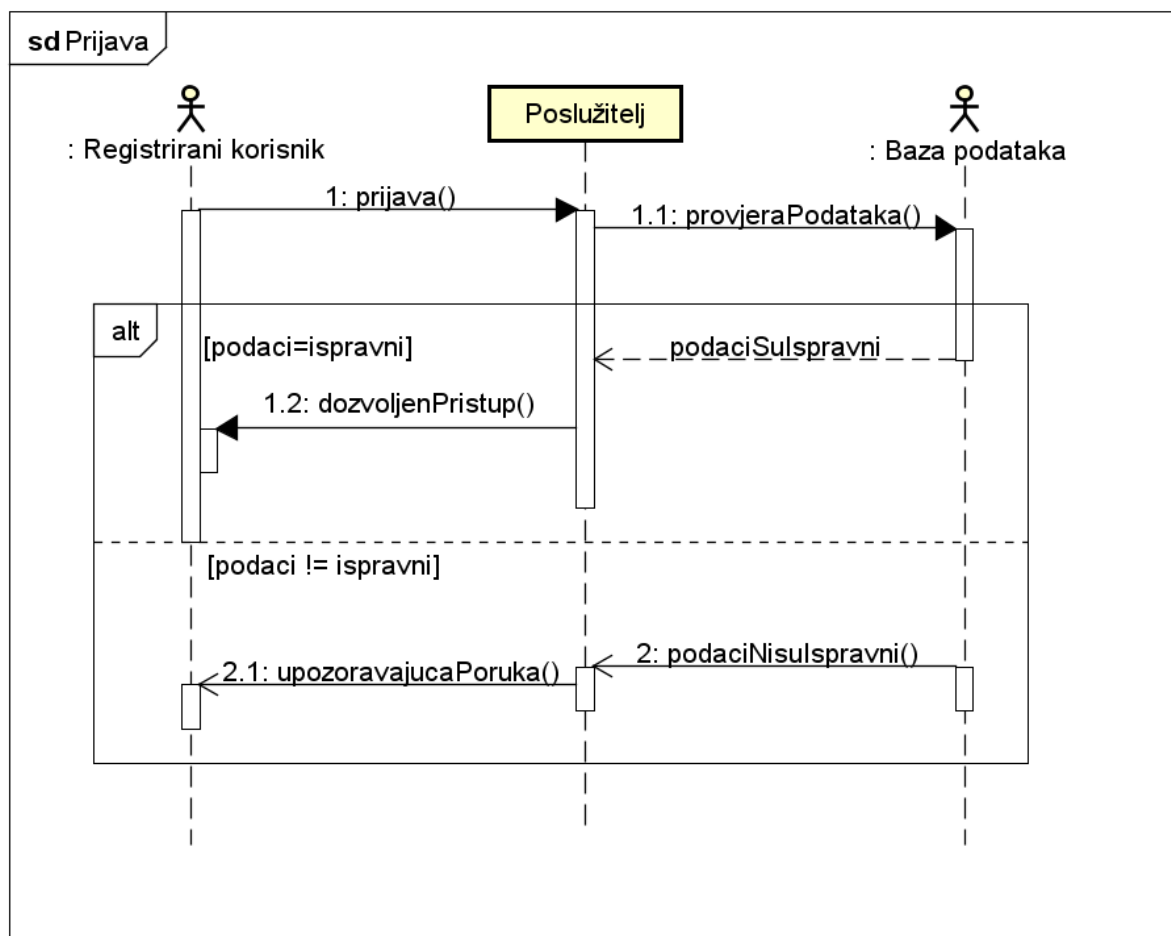 sd Prijava
: Registrirani korisnik
Poslužitelj
: Baza podataka
1: prijava()
1.1: provjeraPodataka()
alt
[podaci=ispravni]
podaciSuIspravni
1.2: dozvoljenPristup()
[podaci != ispravni]
2: podaciNisuIspravni()
2.1: upozoravajucaPoruka()